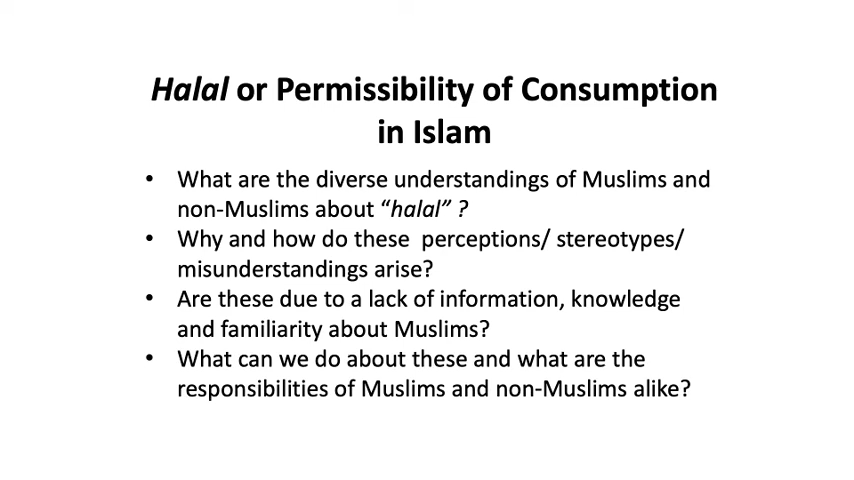 Halal or Permissibility of Consumption
in Islam
• What are the diverse understandings of Muslims and
non-Muslims about “halal” ?
• Why and how do these perceptions/ stereotypes/
misunderstandings arise?
• Are these due to a lack of information, knowledge
and familiarity about Muslims?
• What can we do about these and what are the
responsibilities of Muslims and non-Muslims alike?